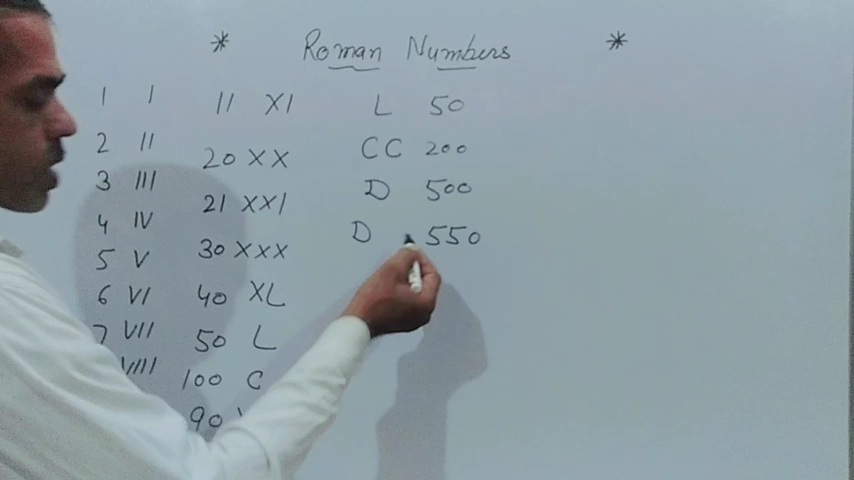 * Roman Numbers *
1 I 11 XI L 50
2 II 20 XX CC 200
3 III 21 XXI D 500
4 IV 30 XXX D 550
5 V 40 XL
6 VI 50 L
7 VII 100 C
VIII 90